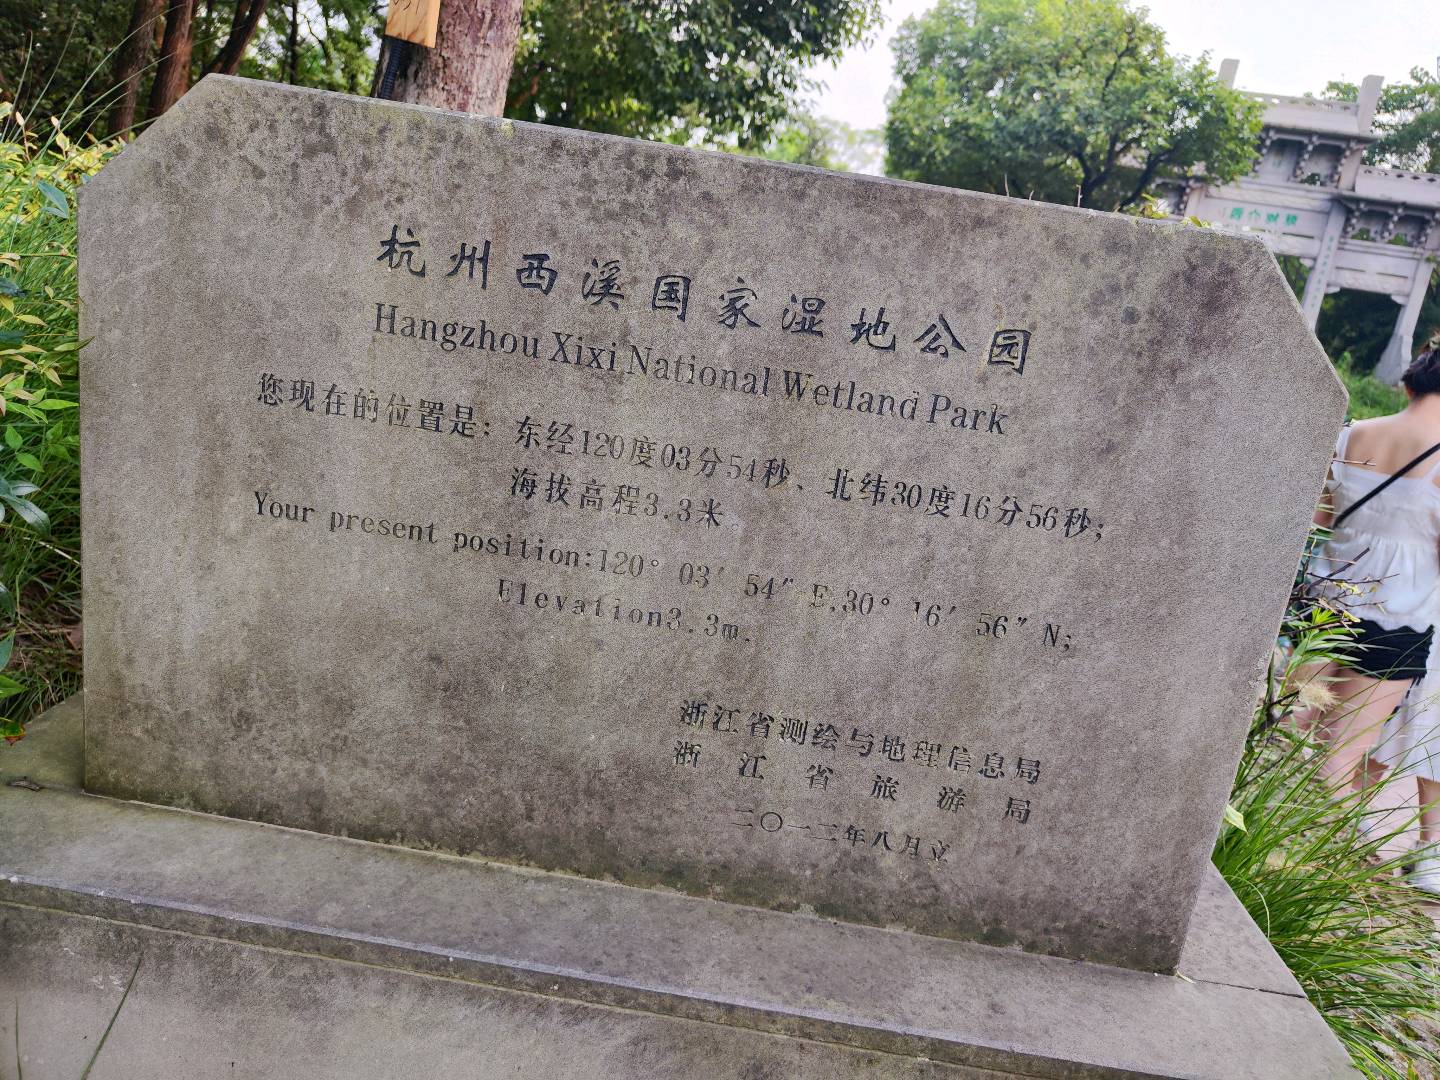 杭州西溪国家湿地公园
Hangzhou Xixi National Wetland Park
您现在的位置是：东经120度03分54秒、北纬30度16分56秒；
海拔高程3.3米
Your present position:120° 03′ 54″ E,30° 16′ 56″ N;
Elevation3.3m.
浙江省测绘与地理信息局
浙江省旅游局
二〇一二年八月立